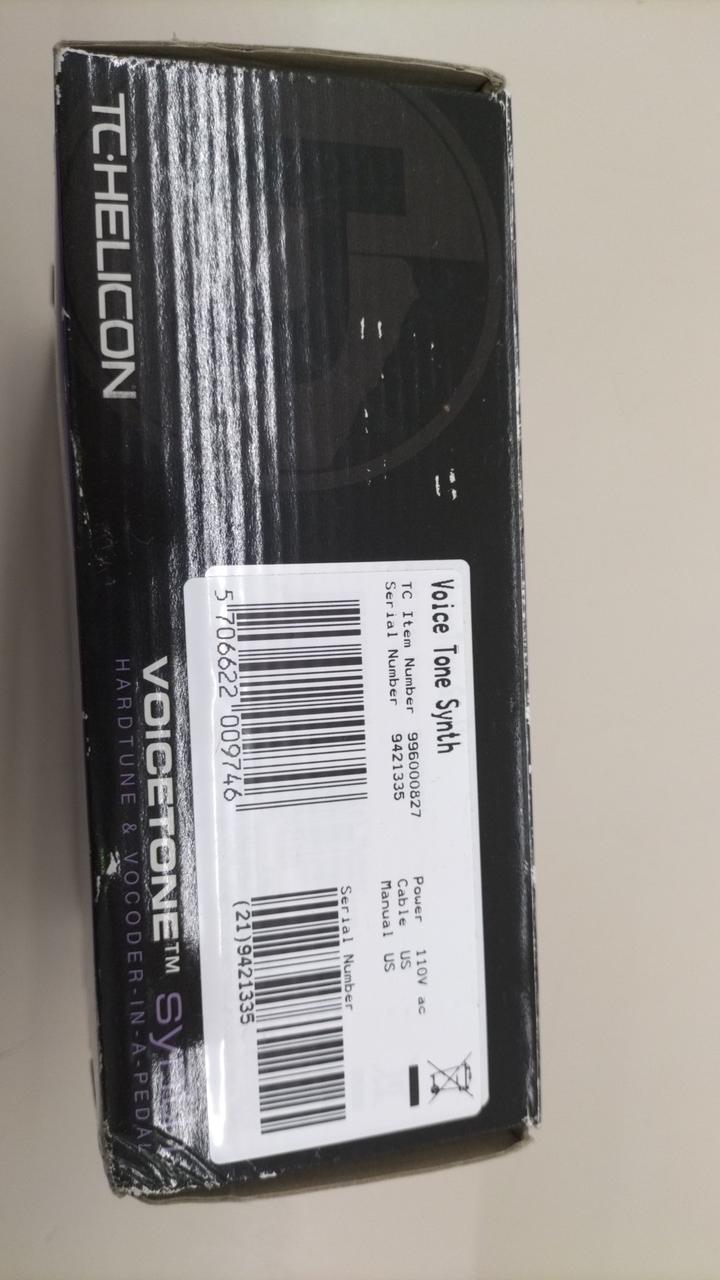 TC·HELICON
Voice Tone Synth
TC Item Number 996000827
Serial Number 9421335
Power 110V ac
Cable US
Manual US
5 706622 009746
Serial Number
(21)9421335
VOICETONE™
HARDTUNE & VOCODER-IN-A-PEDAL